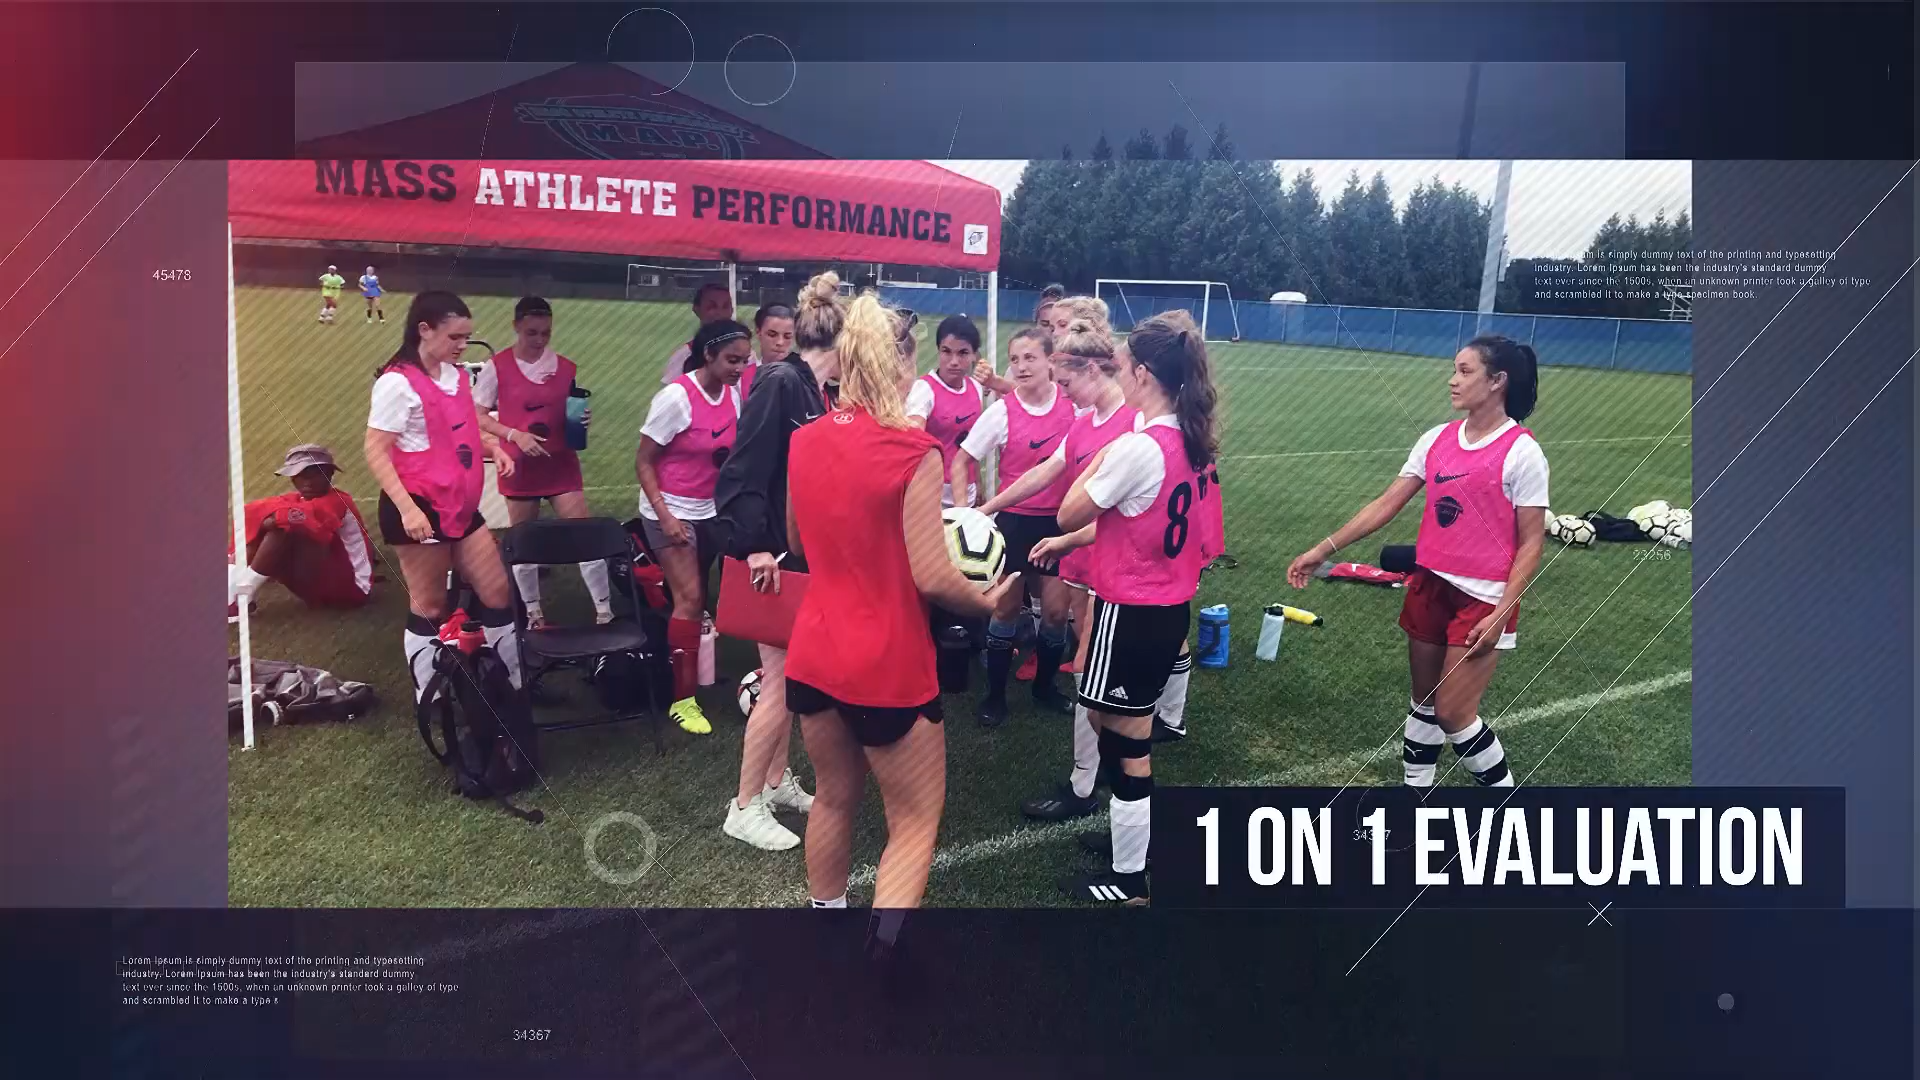 M.A.P.
MASS ATHLETE PERFORMANCE
45478
is simply dummy text of the printing and typesetting
industry. Lorem Ipsum has been the industry's standard dummy
text ever since the 1500s, when an unknown printer took a galley of type
and scrambled it to make a type specimen book.
8
23256
34367
1 ON 1 EVALUATION
Lorem Ipsum is simply dummy text of the printing and typesetting
industry. Lorem Ipsum has been the industry's standard dummy
text ever since the 1500s, when an unknown printer took a galley of type
and scrambled it to make a type s
34367